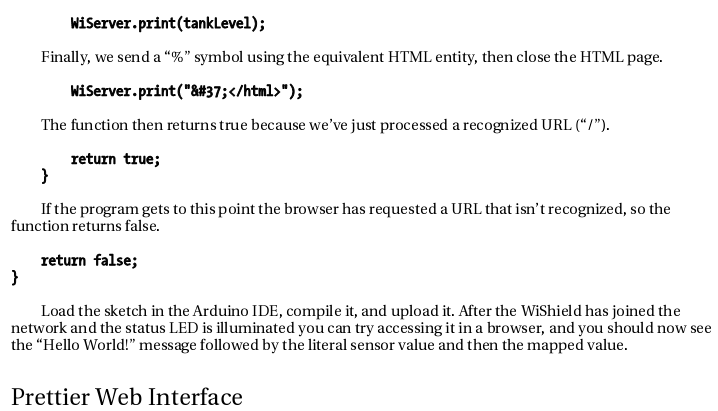 WiServer.print(tankLevel);
Finally, we send a “%” symbol using the equivalent HTML entity, then close the HTML page.
WiServer.print("&#37;</html>");
The function then returns true because we’ve just processed a recognized URL (“/”).
return true;
}
If the program gets to this point the browser has requested a URL that isn’t recognized, so the
function returns false.
return false;
}
Load the sketch in the Arduino IDE, compile it, and upload it. After the WiShield has joined the
network and the status LED is illuminated you can try accessing it in a browser, and you should now see
the “Hello World!” message followed by the literal sensor value and then the mapped value.
Prettier Web Interface